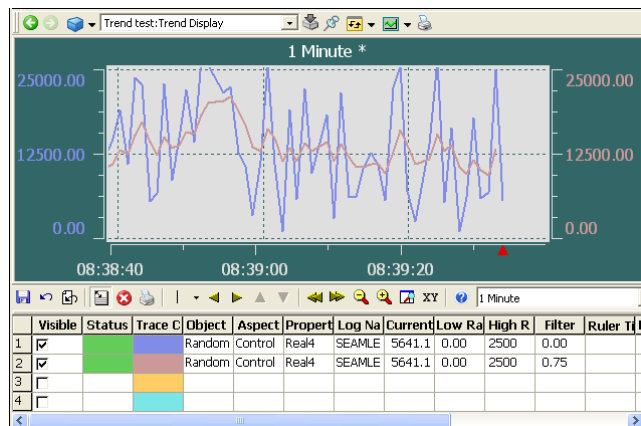 Trend test:Trend Display
1 Minute *
25000.00 25000.00
12500.00 12500.00
0.00 0.00
08:38:40 08:39:00 08:39:20
XY 1 Minute
Visible Status Trace C Object Aspect Propert Log Na Current Low Ra High R Filter Ruler Ti
1 Random Control Real4 SEAMLE 5641.1 0.00 2500 0.00
2 Random Control Real4 SEAMLE 5641.1 0.00 2500 0.75
3
4